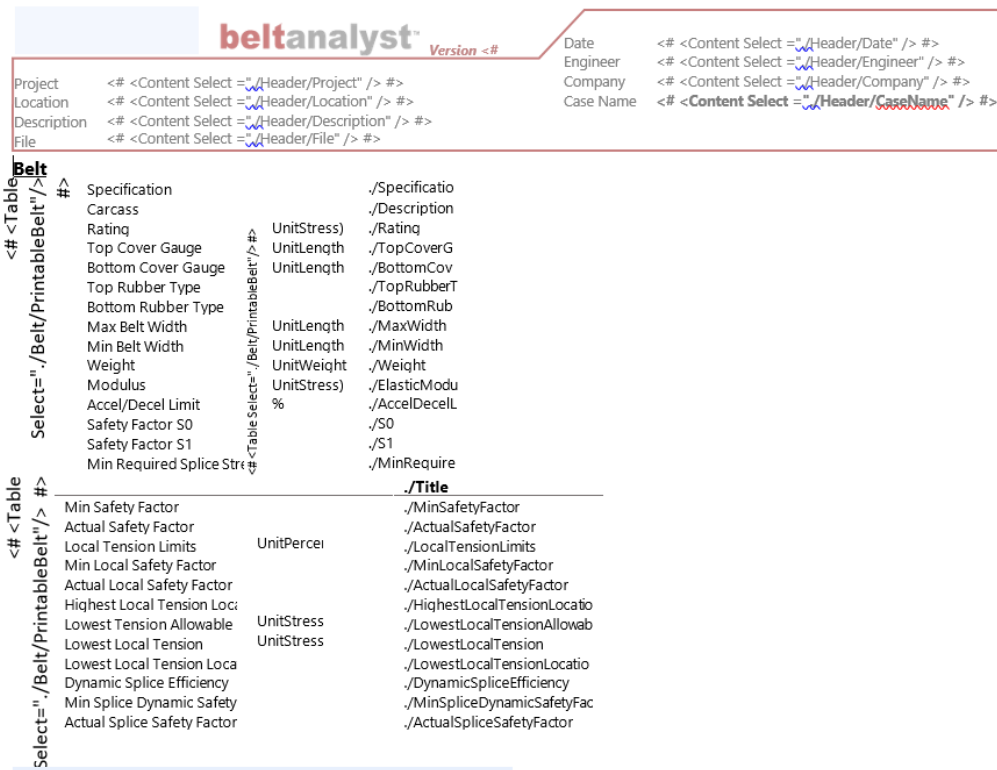 beltanalyst™ Version <#
Date <# <Content Select ="./Header/Date" /> #>
Engineer <# <Content Select ="./Header/Engineer" /> #>
Company <# <Content Select ="./Header/Company" /> #>
Case Name <# <Content Select ="./Header/CaseName" /> #>
Project <# <Content Select ="./Header/Project" /> #>
Location <# <Content Select ="./Header/Location" /> #>
Description <# <Content Select ="./Header/Description" /> #>
File <# <Content Select ="./Header/File" /> #>
Belt
<# <Table
Select="./Belt/PrintableBelt"/>
#>
Specification ./Specificatio
Carcass ./Description
Rating UnitStress) ./Rating
Top Cover Gauge UnitLength ./TopCoverG
Bottom Cover Gauge UnitLength ./BottomCov
Top Rubber Type ./TopRubberT
Bottom Rubber Type ./BottomRub
Max Belt Width UnitLength ./MaxWidth
Min Belt Width UnitLength ./MinWidth
Weight UnitWeight ./Weight
Modulus UnitStress) ./ElasticModu
Accel/Decel Limit % ./AccelDecelL
Safety Factor S0 ./S0
Safety Factor S1 ./S1
Min Required Splice Stre ./MinRequire
<# <Table Select="./Belt/PrintableBelt"/> #>
<# <Table
Select="./Belt/PrintableBelt"/> #>
./Title
Min Safety Factor ./MinSafetyFactor
Actual Safety Factor ./ActualSafetyFactor
Local Tension Limits UnitPercei ./LocalTensionLimits
Min Local Safety Factor ./MinLocalSafetyFactor
Actual Local Safety Factor ./ActualLocalSafetyFactor
Highest Local Tension Loca ./HighestLocalTensionLocatio
Lowest Tension Allowable UnitStress ./LowestLocalTensionAllowab
Lowest Local Tension UnitStress ./LowestLocalTension
Lowest Local Tension Loca ./LowestLocalTensionLocatio
Dynamic Splice Efficiency ./DynamicSpliceEfficiency
Min Splice Dynamic Safety ./MinSpliceDynamicSafetyFac
Actual Splice Safety Factor ./ActualSpliceSafetyFactor